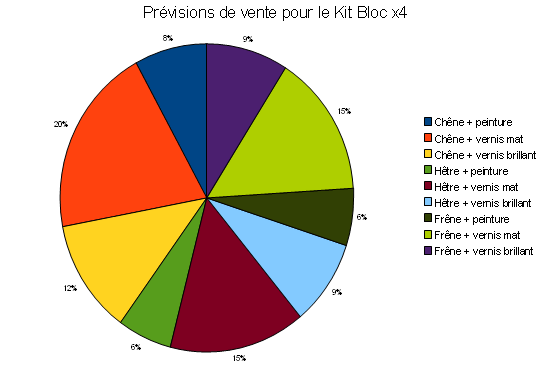 Prévisions de vente pour le Kit Bloc x4
8%
9%
20%
15%
6%
12%
9%
6%
15%
Chêne + peinture
Chêne + vernis mat
Chêne + vernis brillant
Hêtre + peinture
Hêtre + vernis mat
Hêtre + vernis brillant
Frêne + peinture
Frêne + vernis mat
Frêne + vernis brillant